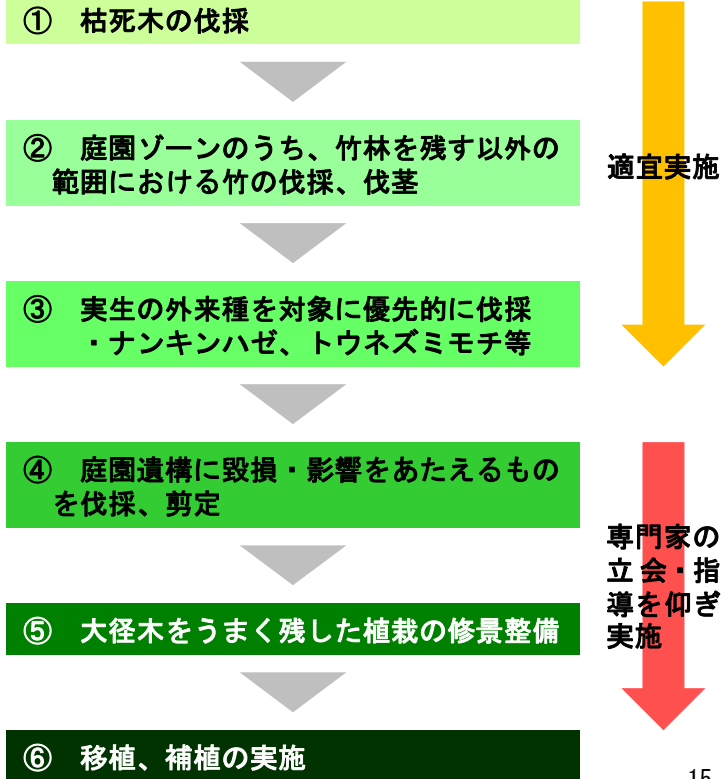 ① 枯死木の伐採
② 庭園ゾーンのうち、竹林を残す以外の
範囲における竹の伐採、伐茎
適宜実施
③ 実生の外来種を対象に優先的に伐採
・ナンキンハゼ、トウネズミモチ等
④ 庭園遺構に毀損・影響をあたえるもの
を伐採、剪定
専門家の
立会・指
導を仰ぎ
実施
⑤ 大径木をうまく残した植栽の修景整備
⑥ 移植、補植の実施
15